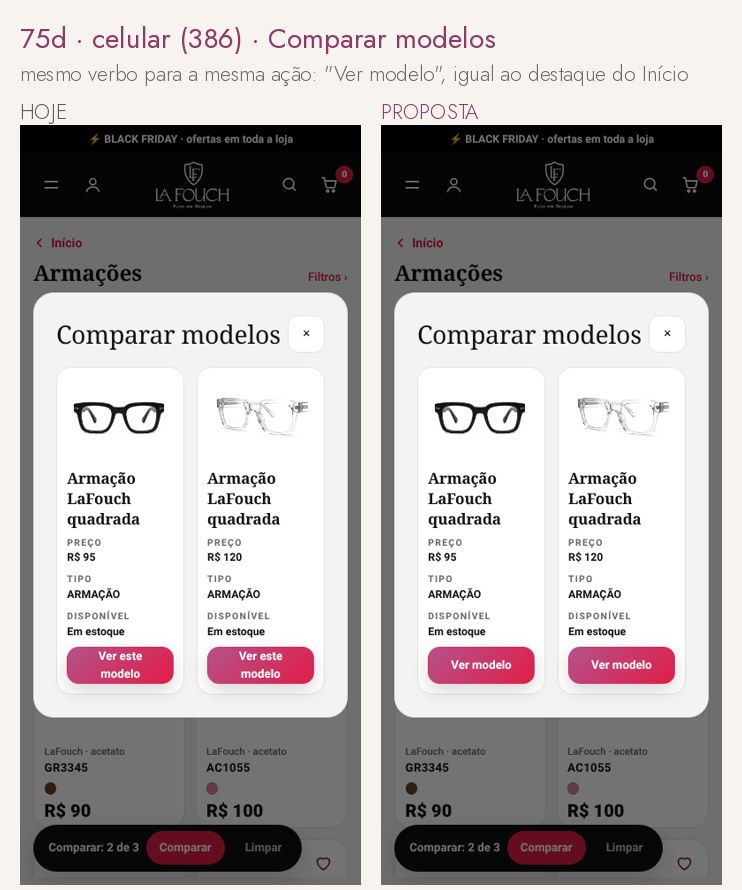 75d · celular (386) · Comparar modelos
mesmo verbo para a mesma ação: "Ver modelo", igual ao destaque do Início
HOJE
⚡ BLACK FRIDAY · ofertas em toda a loja
0
LF
LA FOUCH
‹ Início
Armações
Filtros ›
Comparar modelos
×
Armação
LaFouch
quadrada
PREÇO
R$ 95
TIPO
ARMAÇÃO
DISPONÍVEL
Em estoque
Ver este
modelo
Armação
LaFouch
quadrada
PREÇO
R$ 120
TIPO
ARMAÇÃO
DISPONÍVEL
Em estoque
Ver este
modelo
LaFouch · acetato
GR3345
R$ 90
LaFouch · acetato
AC1055
R$ 100
Comparar: 2 de 3
Comparar
Limpar
PROPOSTA
⚡ BLACK FRIDAY · ofertas em toda a loja
0
LF
LA FOUCH
‹ Início
Armações
Filtros ›
Comparar modelos
×
Armação
LaFouch
quadrada
PREÇO
R$ 95
TIPO
ARMAÇÃO
DISPONÍVEL
Em estoque
Ver modelo
Armação
LaFouch
quadrada
PREÇO
R$ 120
TIPO
ARMAÇÃO
DISPONÍVEL
Em estoque
Ver modelo
LaFouch · acetato
GR3345
R$ 90
LaFouch · acetato
AC1055
R$ 100
Comparar: 2 de 3
Comparar
Limpar